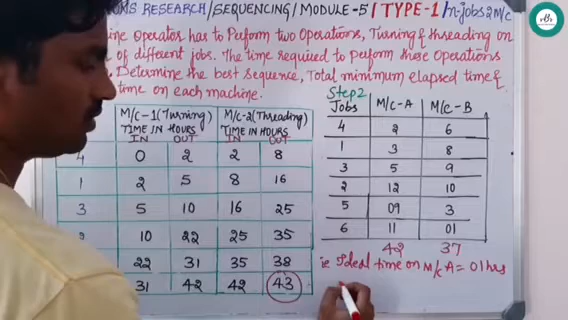 MS RESEARCH/SEQUENCING/MODULE-5/TYPE-1/n-jobs 2 M/c
ine Operator has to Perform two Operations, Turning & threading on
of different jobs. The time required to Perform these Operations
Determine the best sequence, Total minimum elapsed time &
time on each machine.
M/C-1 (Turning) M/C-2 (Threading)
TIME IN HOURS TIME IN HOURS
IN OUT IN OUT
4 0 2 2 8
1 2 5 8 16
3 5 10 16 25
10 22 25 35
22 31 35 38
31 42 42 43
Step2
Jobs M/C-A M/C-B
4 2 6
1 3 8
3 5 9
2 12 10
5 09 3
6 11 01
42 37
ie Ideal time on M/c A = 01 hrs